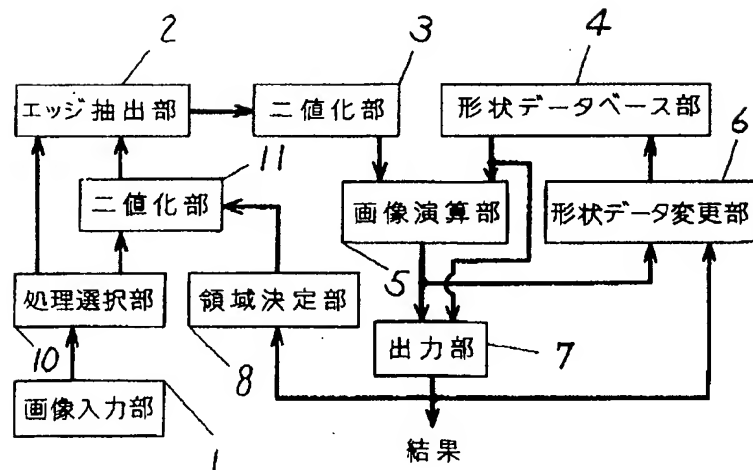 2
3
4
エッジ抽出部
二値化部
形状データベース部
6
11
二値化部
画像演算部
形状データ変更部
5
処理選択部
領域決定部
10
8
出力部
7
画像入力部
1
結果